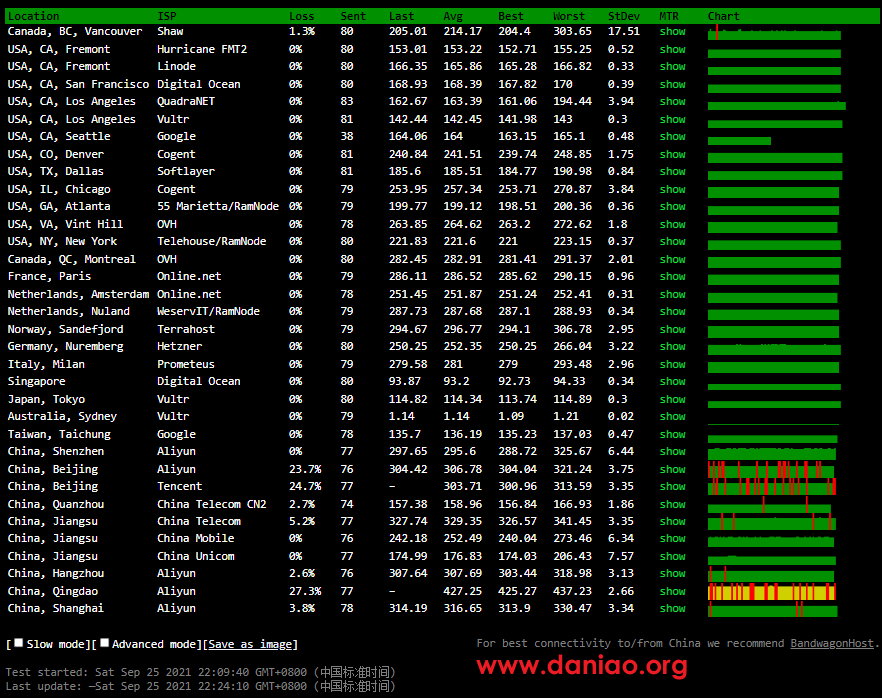 Location ISP Loss Sent Last Avg Best Worst StDev MTR Chart
Canada, BC, Vancouver Shaw 1.3% 80 205.01 214.17 204.4 303.65 17.51 show
USA, CA, Fremont Hurricane FMT2 0% 80 153.01 153.22 152.71 155.25 0.52 show
USA, CA, Fremont Linode 0% 80 166.35 165.86 165.28 166.82 0.33 show
USA, CA, San Francisco Digital Ocean 0% 80 168.93 168.39 167.82 170 0.39 show
USA, CA, Los Angeles QuadraNET 0% 83 162.67 163.39 161.06 194.44 3.94 show
USA, CA, Los Angeles Vultr 0% 81 142.44 142.45 141.98 143 0.3 show
USA, CA, Seattle Google 0% 38 164.06 164 163.15 165.1 0.48 show
USA, CO, Denver Cogent 0% 81 240.84 241.51 239.74 248.85 1.75 show
USA, TX, Dallas Softlayer 0% 81 185.6 185.51 184.77 190.98 0.84 show
USA, IL, Chicago Cogent 0% 79 253.95 257.34 253.71 270.87 3.84 show
USA, GA, Atlanta 55 Marietta/RamNode 0% 79 199.77 199.12 198.51 200.36 0.36 show
USA, VA, Vint Hill OVH 0% 78 263.85 264.62 263.2 272.62 1.8 show
USA, NY, New York Telehouse/RamNode 0% 80 221.83 221.6 221 223.15 0.37 show
Canada, QC, Montreal OVH 0% 80 282.45 282.91 281.41 291.37 2.01 show
France, Paris Online.net 0% 79 286.11 286.52 285.62 290.15 0.96 show
Netherlands, Amsterdam Online.net 0% 78 251.45 251.87 251.24 252.41 0.31 show
Netherlands, Nuland WeservIT/RamNode 0% 79 287.73 287.68 287.1 288.93 0.34 show
Norway, Sandefjord Terrahost 0% 79 294.67 296.77 294.1 306.78 2.95 show
Germany, Nuremberg Hetzner 0% 80 250.25 252.35 250.25 266.04 3.22 show
Italy, Milan Prometeus 0% 79 279.58 281 279 293.48 2.96 show
Singapore Digital Ocean 0% 80 93.87 93.2 92.73 94.33 0.34 show
Japan, Tokyo Vultr 0% 80 114.82 114.34 113.74 114.89 0.3 show
Australia, Sydney Vultr 0% 79 1.14 1.14 1.09 1.21 0.02 show
Taiwan, Taichung Google 0% 78 135.7 136.19 135.23 137.03 0.47 show
China, Shenzhen Aliyun 0% 77 297.65 295.6 288.72 325.67 6.44 show
China, Beijing Aliyun 23.7% 76 304.42 306.78 304.04 321.24 3.75 show
China, Beijing Tencent 24.7% 77 – 303.71 300.96 313.59 3.35 show
China, Quanzhou China Telecom CN2 2.7% 74 157.38 158.96 156.84 166.93 1.86 show
China, Jiangsu China Telecom 5.2% 77 327.74 329.35 326.57 341.45 3.35 show
China, Jiangsu China Mobile 0% 76 242.18 252.49 240.04 273.46 6.34 show
China, Jiangsu China Unicom 0% 77 174.99 176.83 174.03 206.43 7.57 show
China, Hangzhou Aliyun 2.6% 76 307.64 307.69 303.44 318.98 3.13 show
China, Qingdao Aliyun 27.3% 77 – 427.25 425.27 437.23 2.66 show
China, Shanghai Aliyun 3.8% 78 314.19 316.65 313.9 330.47 3.34 show
[ Slow mode][ Advanced mode][Save as image]
For best connectivity to/from China we recommend BandwagonHost.
www.daniao.org
Test started: Sat Sep 25 2021 22:09:40 GMT+0800 (中国标准时间)
Last update: –Sat Sep 25 2021 22:24:10 GMT+0800 (中国标准时间)